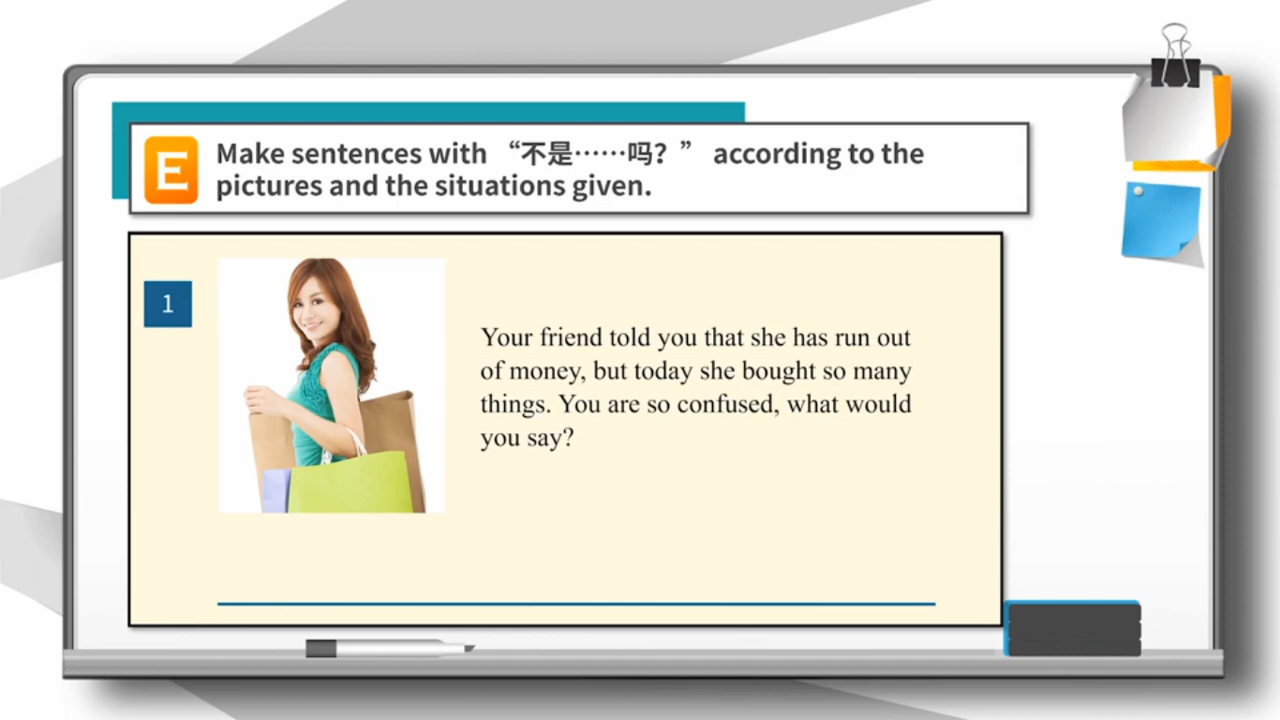 E
Make sentences with “不是……吗？” according to the
pictures and the situations given.
1
Your friend told you that she has run out
of money, but today she bought so many
things. You are so confused, what would
you say?